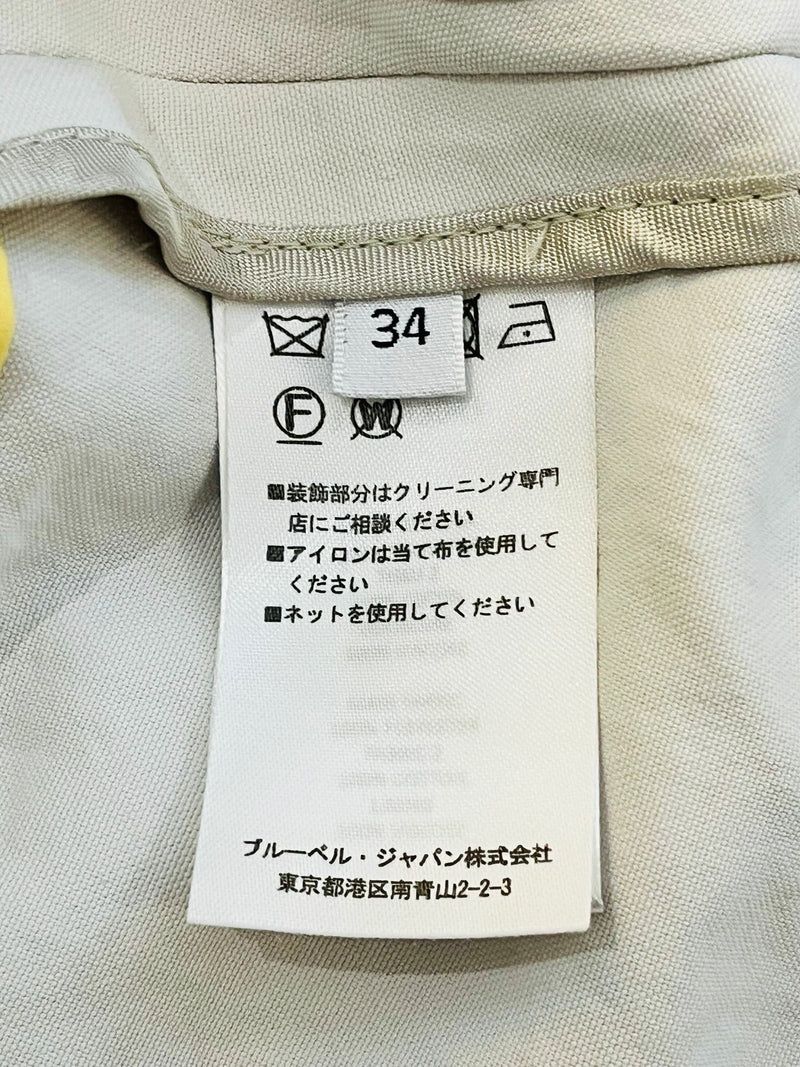 34
F W
■装飾部分はクリーニング専門
店にご相談ください
■アイロンは当て布を使用して
ください
■ネットを使用してください
ブルーベル・ジャパン株式会社
東京都港区南青山2-2-3